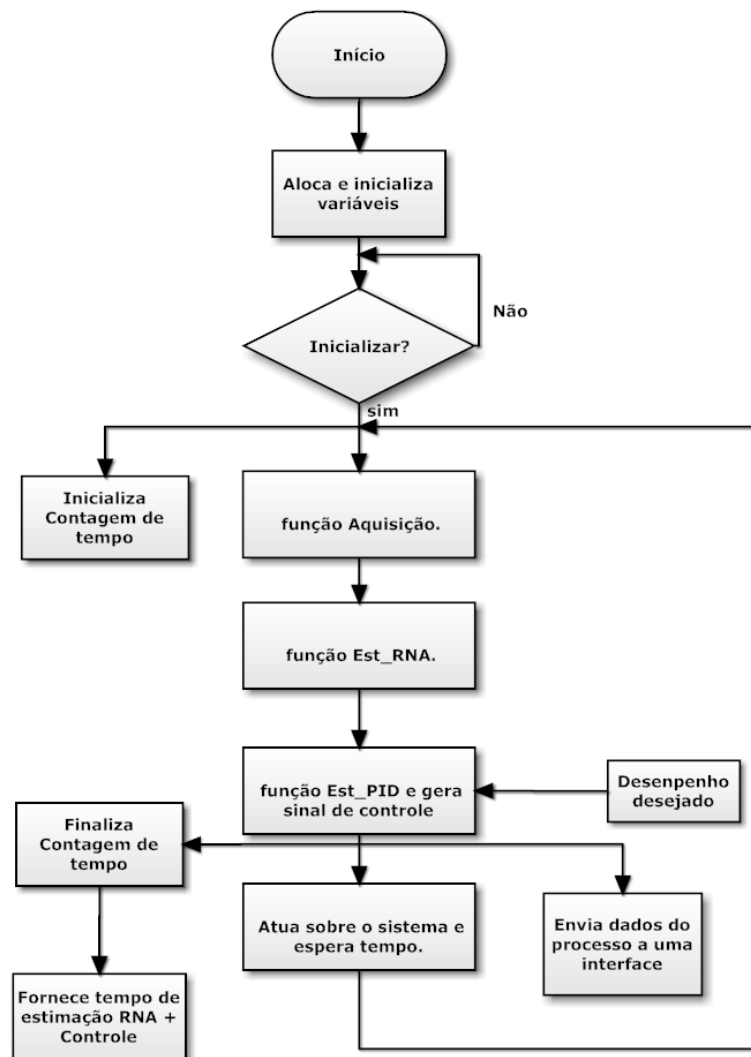 Início
Aloca e inicializa
variáveis
Não
Inicializar?
sim
Inicializa
Contagem de
tempo
função Aquisição.
função Est_RNA.
função Est_PID e gera
sinal de controle
Desenpenho
desejado
Finaliza
Contagem de
tempo
Atua sobre o sistema e
espera tempo.
Envia dados do
processo a uma
interface
Fornece tempo de
estimação RNA +
Controle